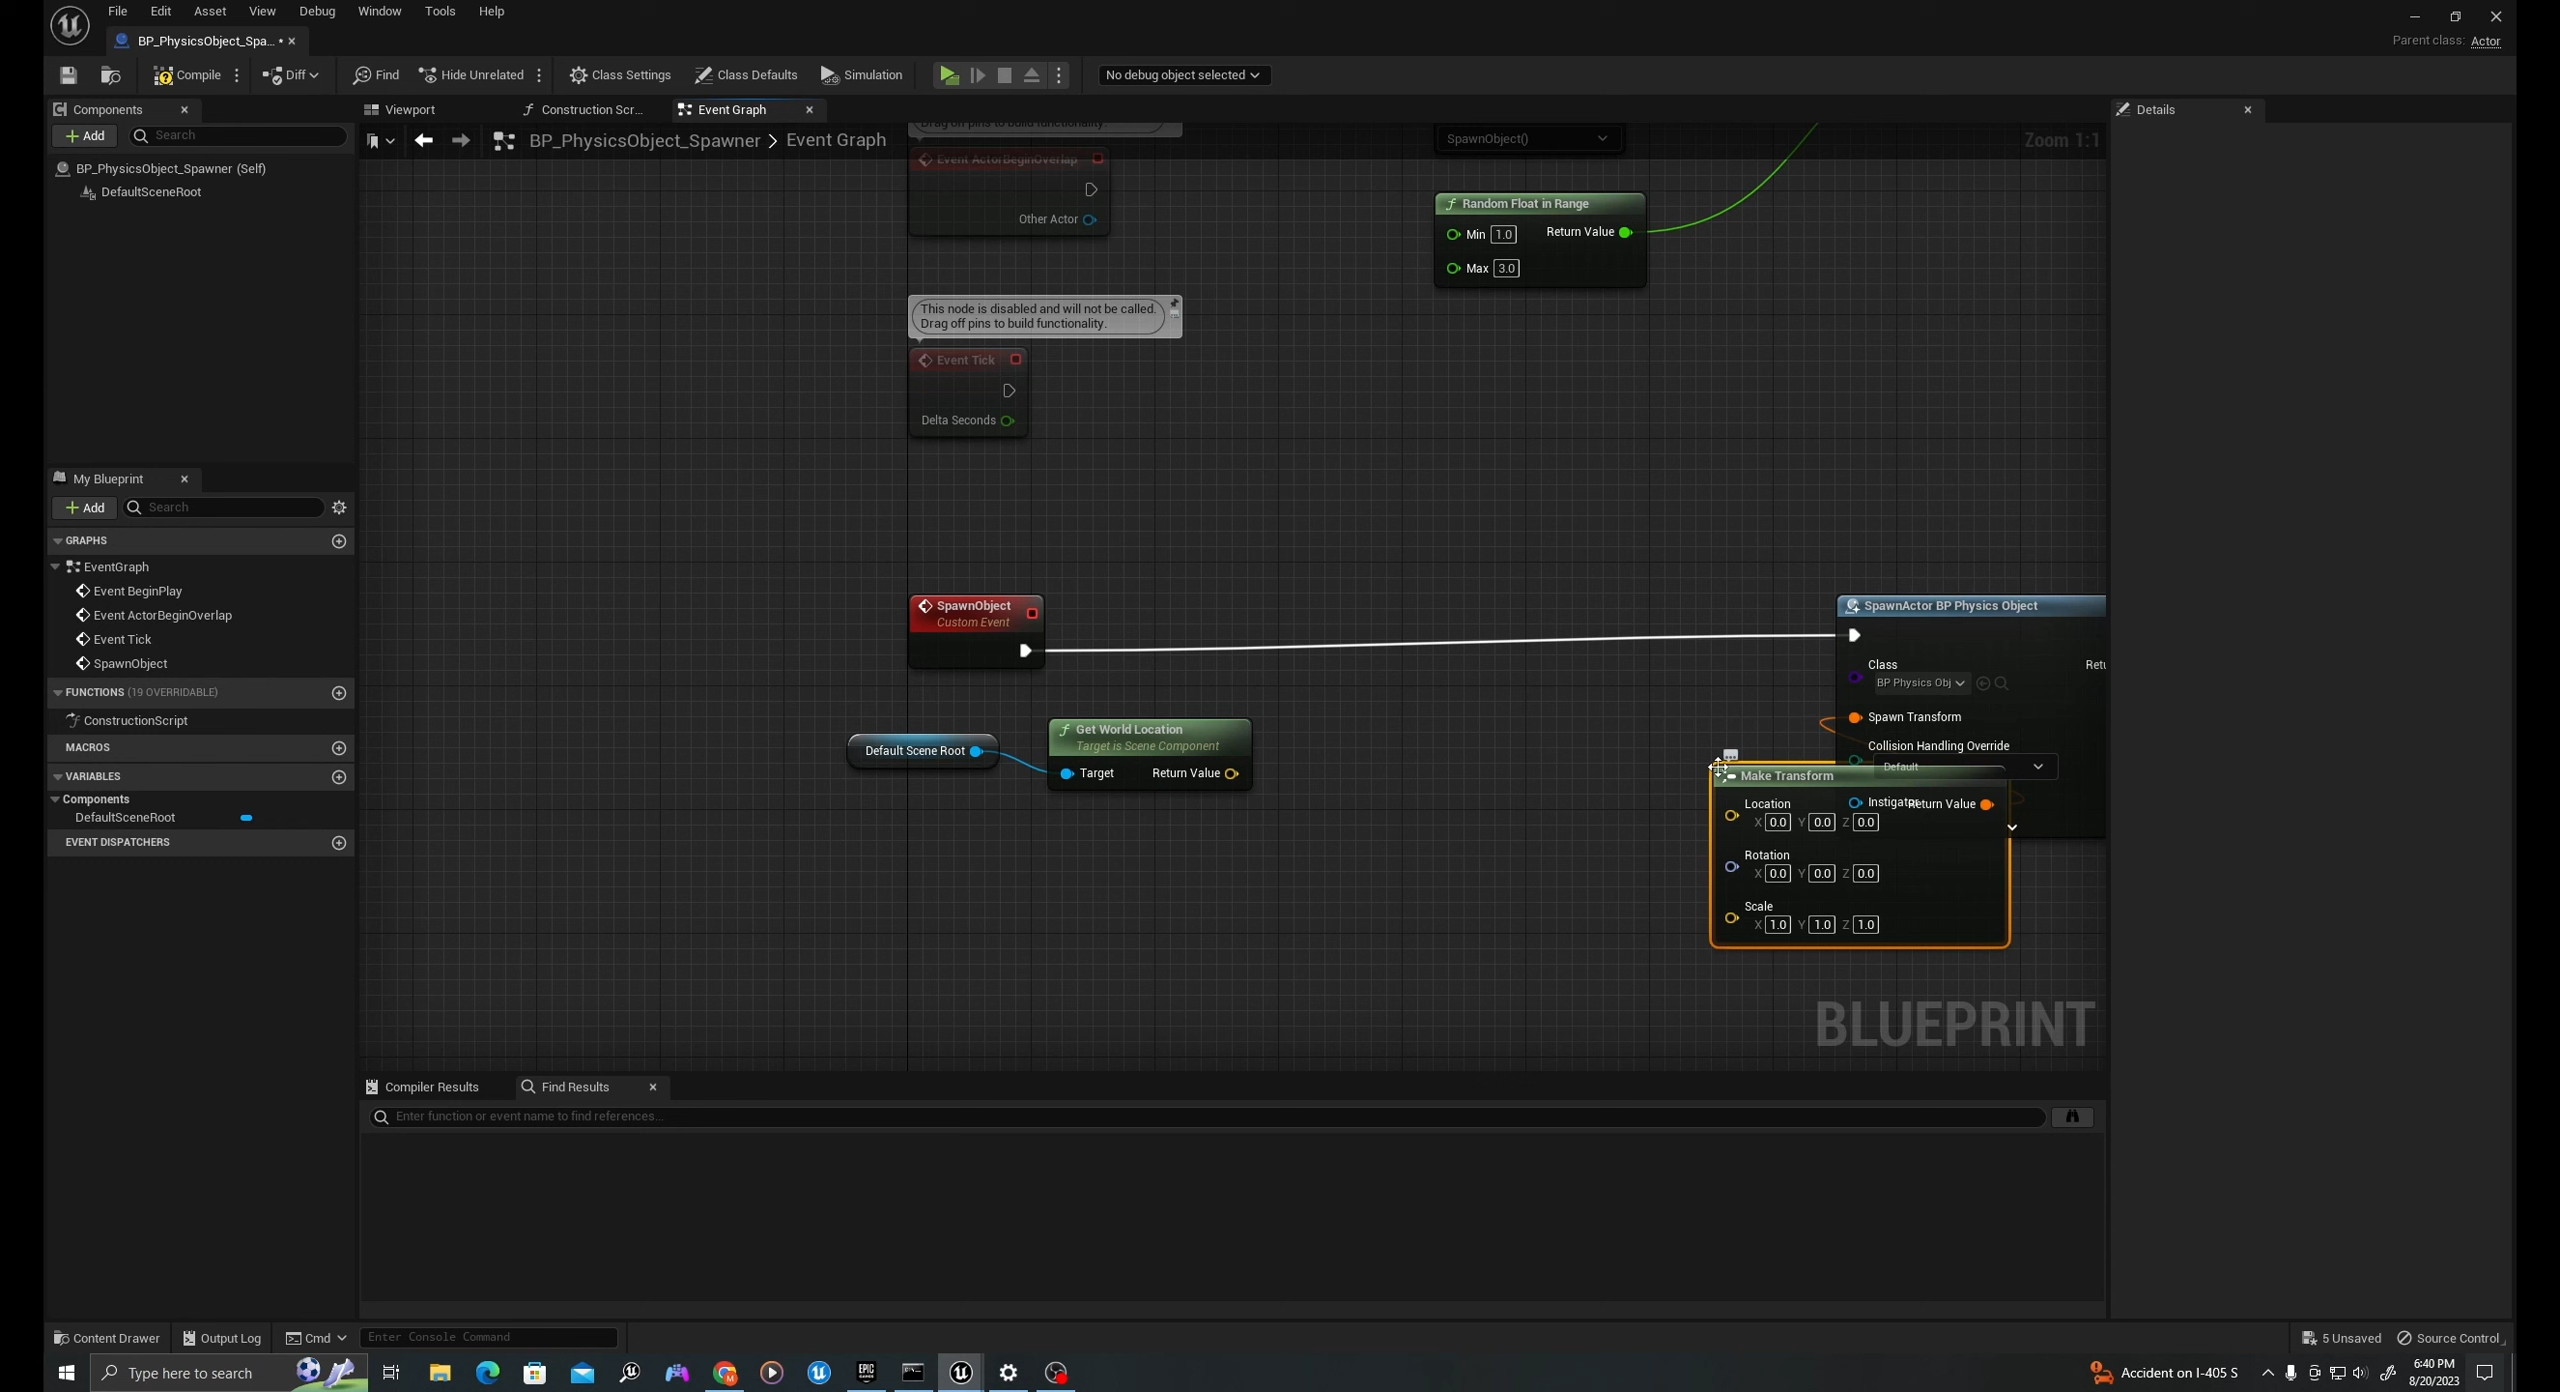 File Edit Asset View Debug Window Tools Help
BP_PhysicsObject_Spa... •
Parent class: Actor
Compile
Diff
Find
Hide Unrelated
Class Settings
Class Defaults
Simulation
No debug object selected
Components
Viewport
Construction Scr...
Event Graph
Details
Add
Search
BP_PhysicsObject_Spawner > Event Graph
Zoom 1:1
BP_PhysicsObject_Spawner (Self)
DefaultSceneRoot
Drag off pins to build functionality.
Event ActorBeginOverlap
Other Actor
SpawnObject()
Random Float in Range
Min 1.0
Return Value
Max 3.0
This node is disabled and will not be called.
Drag off pins to build functionality.
Event Tick
Delta Seconds
My Blueprint
Add
Search
GRAPHS
EventGraph
Event BeginPlay
Event ActorBeginOverlap
Event Tick
SpawnObject
FUNCTIONS (19 OVERRIDABLE)
ConstructionScript
MACROS
VARIABLES
Components
DefaultSceneRoot
EVENT DISPATCHERS
SpawnObject
Custom Event
Default Scene Root
Get World Location
Target is Scene Component
Target
Return Value
SpawnActor BP Physics Object
Class
BP Physics Obj
Retu
Spawn Transform
Collision Handling Override
Default
Instigator
Make Transform
Location
Return Value
X 0.0 Y 0.0 Z 0.0
Rotation
X 0.0 Y 0.0 Z 0.0
Scale
X 1.0 Y 1.0 Z 1.0
BLUEPRINT
Compiler Results
Find Results
Enter function or event name to find references...
Content Drawer
Output Log
Cmd
Enter Console Command
5 Unsaved
Source Control
Type here to search
EPIC
GAMES
Accident on I-405 S
6:40 PM
8/20/2023